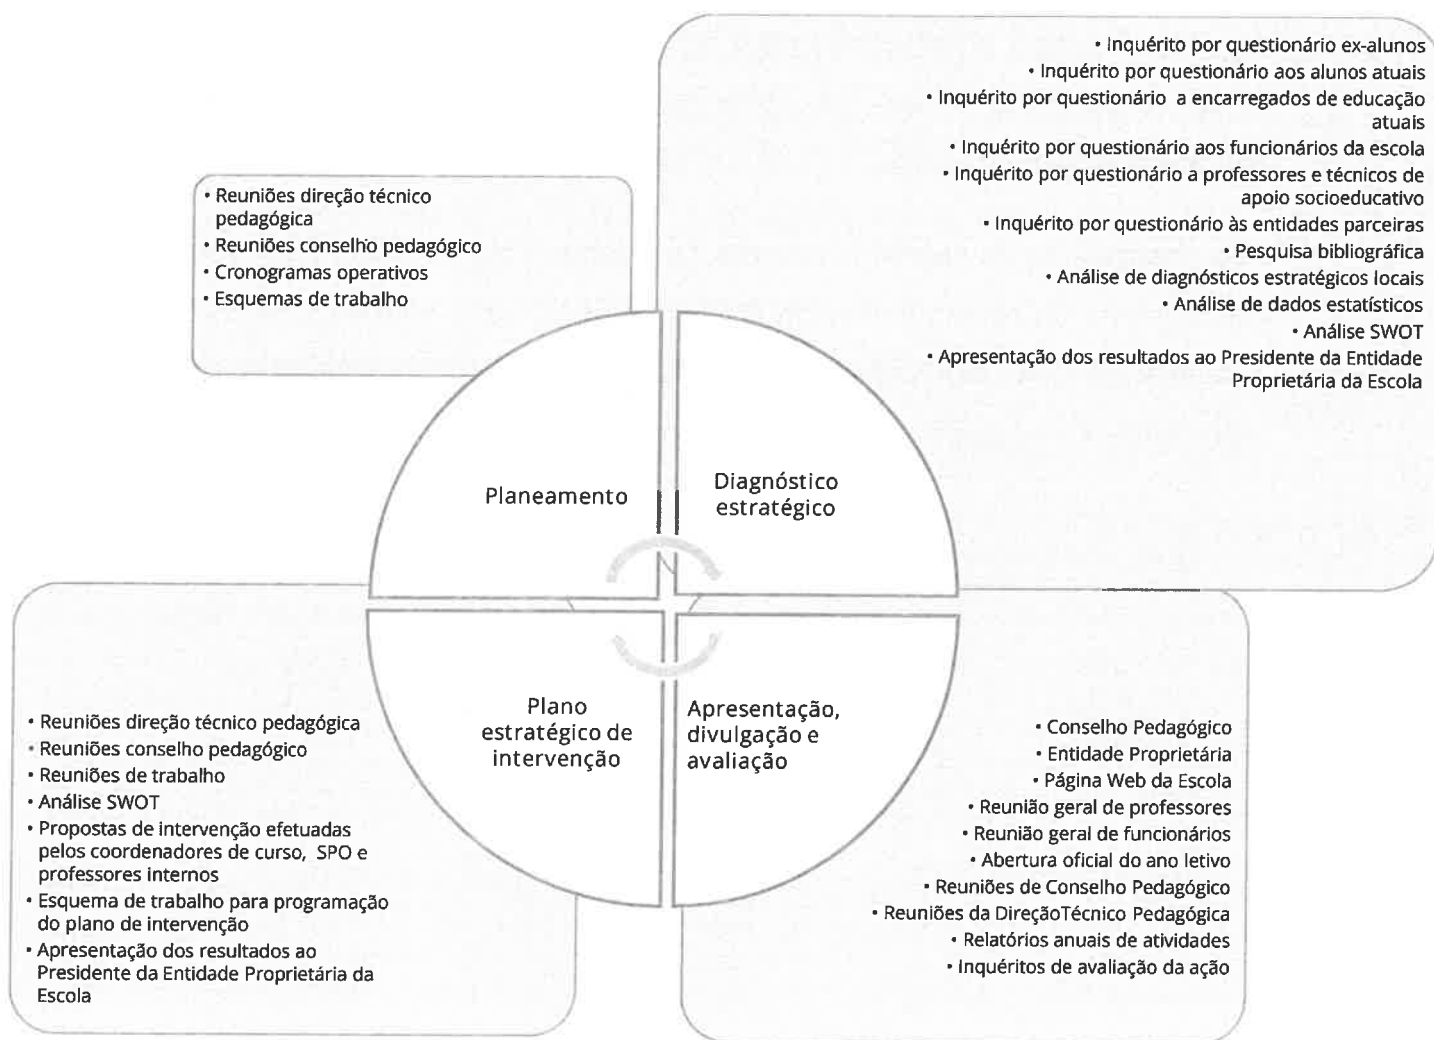 • Inquérito por questionário ex-alunos
• Inquérito por questionário aos alunos atuais
• Inquérito por questionário a encarregados de educação
atuais
• Inquérito por questionário aos funcionários da escola
• Inquérito por questionário a professores e técnicos de
apoio socioeducativo
• Inquérito por questionário às entidades parceiras
• Pesquisa bibliográfica
• Análise de diagnósticos estratégicos locais
• Análise de dados estatísticos
• Análise SWOT
• Apresentação dos resultados ao Presidente da Entidade
Proprietária da Escola
• Reuniões direção técnico
pedagógica
• Reuniões conselho pedagógico
• Cronogramas operativos
• Esquemas de trabalho
Planeamento
Diagnóstico
estratégico
Plano
estratégico de
intervenção
Apresentação,
divulgação e
avaliação
• Reuniões direção técnico pedagógica
• Reuniões conselho pedagógico
• Reuniões de trabalho
• Análise SWOT
• Propostas de intervenção efetuadas
pelos coordenadores de curso, SPO e
professores internos
• Esquema de trabalho para programação
do plano de intervenção
• Apresentação dos resultados ao
Presidente da Entidade Proprietária da
Escola
• Conselho Pedagógico
• Entidade Proprietária
• Página Web da Escola
• Reunião geral de professores
• Reunião geral de funcionários
• Abertura oficial do ano letivo
• Reuniões de Conselho Pedagógico
• Reuniões da DireçãoTécnico Pedagógica
• Relatórios anuais de atividades
• Inquéritos de avaliação da ação